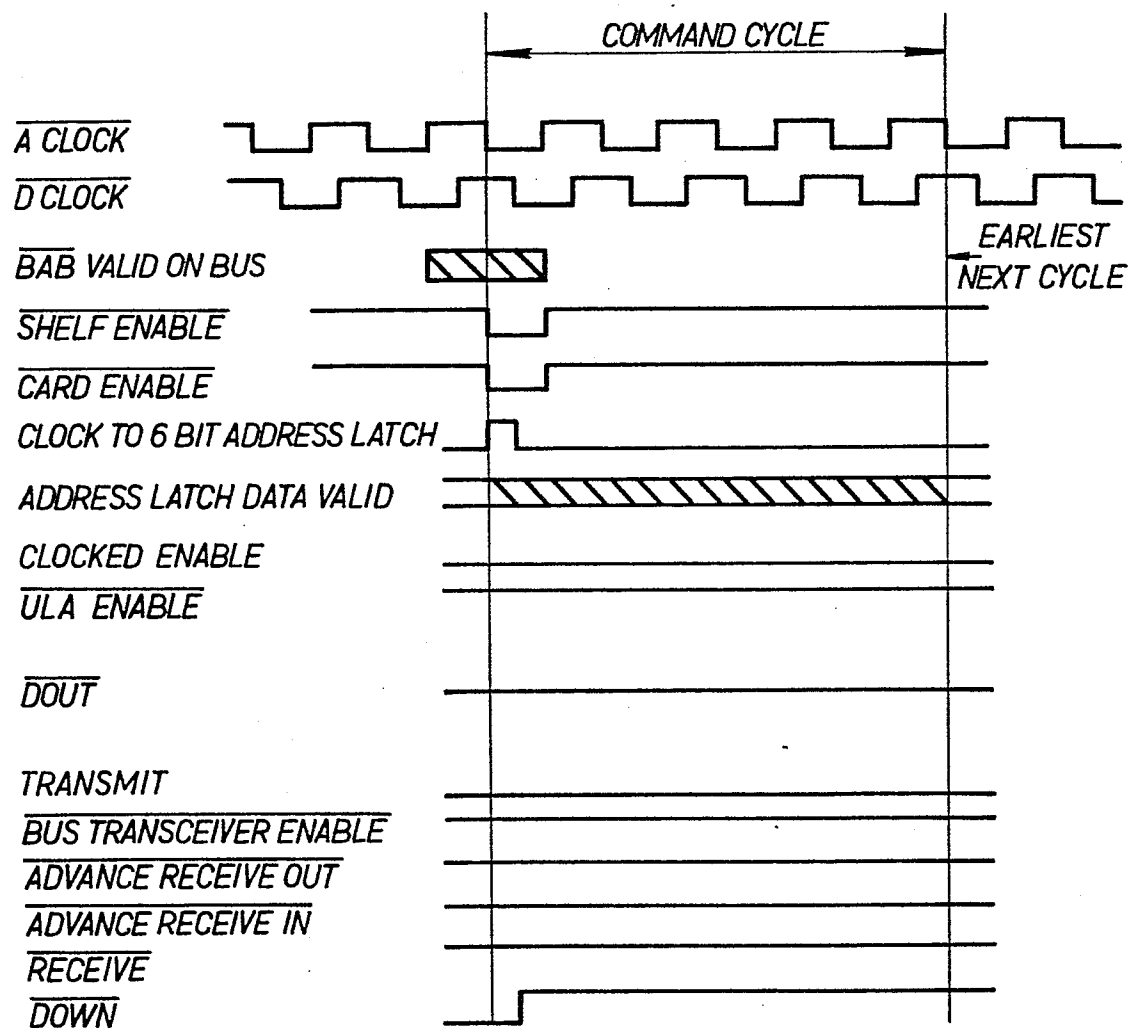 COMMAND CYCLE
A CLOCK
D CLOCK
BAB VALID ON BUS
EARLIEST
NEXT CYCLE
SHELF ENABLE
CARD ENABLE
CLOCK TO 6 BIT ADDRESS LATCH
ADDRESS LATCH DATA VALID
CLOCKED ENABLE
ULA ENABLE
DOUT
TRANSMIT
BUS TRANSCEIVER ENABLE
ADVANCE RECEIVE OUT
ADVANCE RECEIVE IN
RECEIVE
DOWN